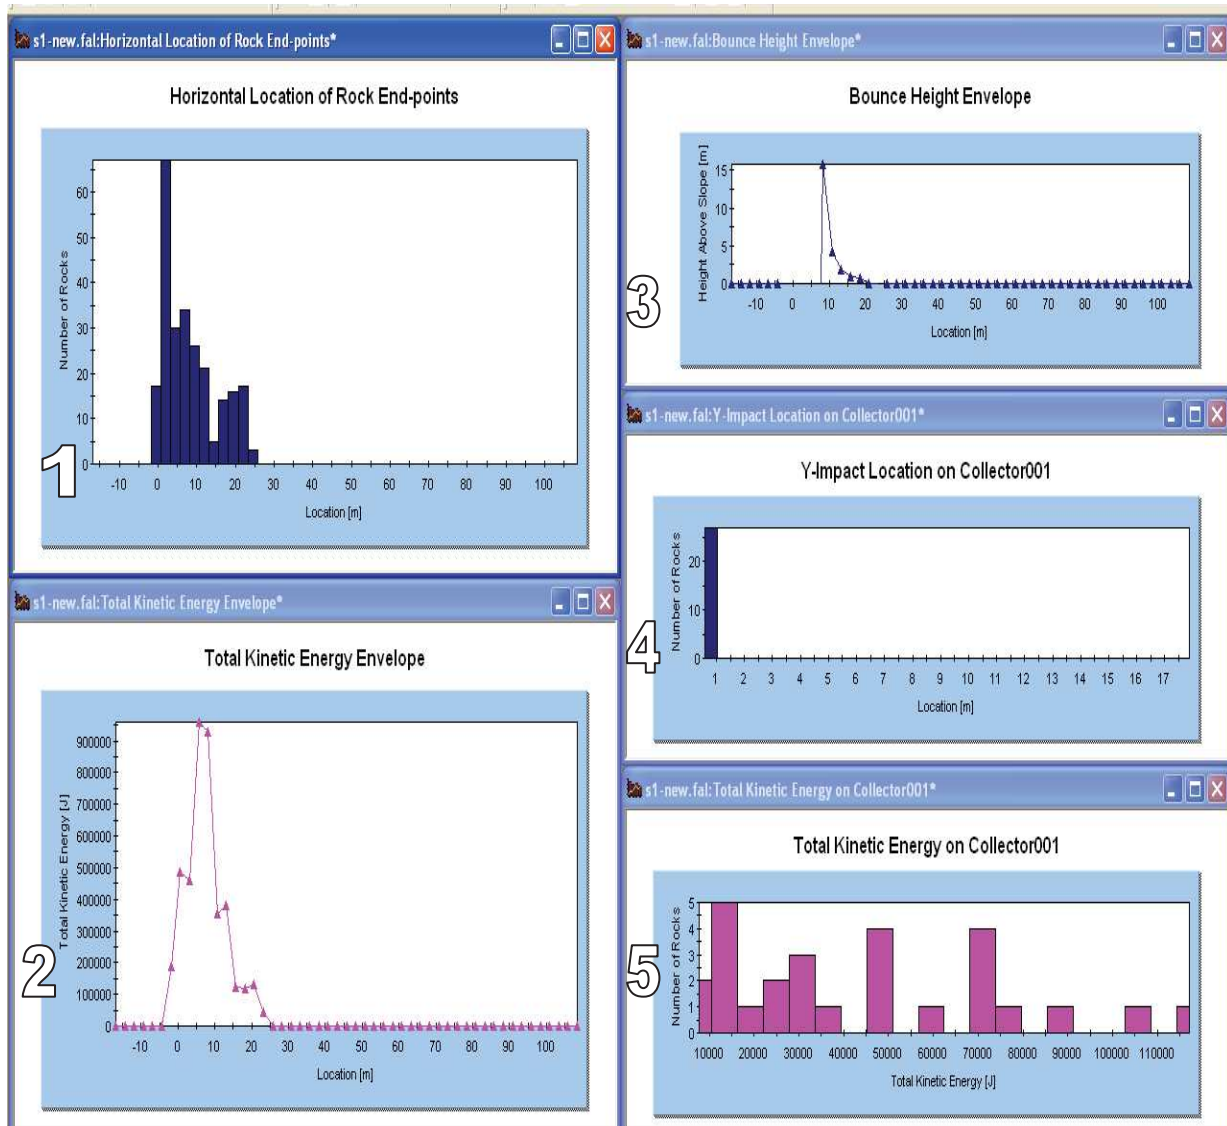 s1-new.fal:Horizontal Location of Rock End-points*
Horizontal Location of Rock End-points
Number of Rocks
60
50
40
30
20
10
0
-10 0 10 20 30 40 50 60 70 80 90 100
Location [m]
1
s1-new.fal:Total Kinetic Energy Envelope*
Total Kinetic Energy Envelope
Total Kinetic Energy [J]
900000
800000
700000
600000
500000
400000
300000
200000
100000
0
-10 0 10 20 30 40 50 60 70 80 90 100
Location [m]
2
s1-new.fal:Bounce Height Envelope*
Bounce Height Envelope
Height Above Slope [m]
15
10
5
0
-10 0 10 20 30 40 50 60 70 80 90 100
Location [m]
3
s1-new.fal:Y-Impact Location on Collector001*
Y-Impact Location on Collector001
Number of Rocks
20
10
0
1 2 3 4 5 6 7 8 9 10 11 12 13 14 15 16 17
Location [m]
4
s1-new.fal:Total Kinetic Energy on Collector001*
Total Kinetic Energy on Collector001
Number of Rocks
5
4
3
2
1
0
10000 20000 30000 40000 50000 60000 70000 80000 90000 100000 110000
Total Kinetic Energy [J]
5